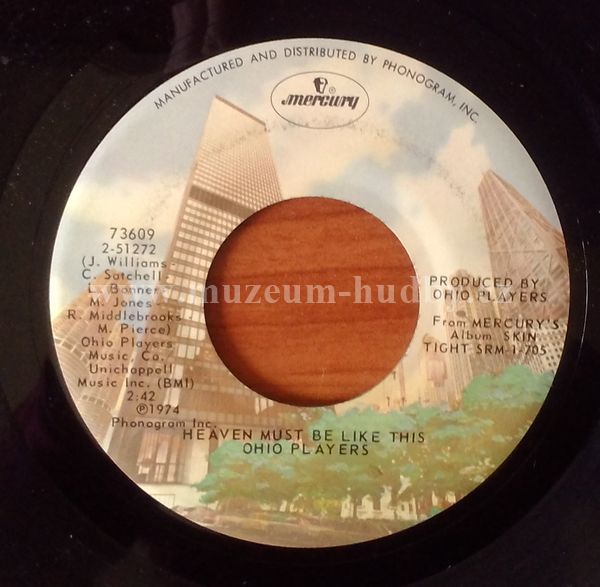 MANUFACTURED AND DISTRIBUTED BY PHONOGRAM, INC.
mercury
®
73609
2-51272
(J. Williams
C. Satchell
L. Bonner
M. Jones
R. Middlebrooks
M. Pierce)
Ohio Players
Music Co.
Unichappell
Music Inc. (BMI)
2:42
Ⓟ1974
Phonogram Inc.
PRODUCED BY
OHIO PLAYERS
From MERCURY'S
Album SKIN
TIGHT SRM-1-705
HEAVEN MUST BE LIKE THIS
OHIO PLAYERS